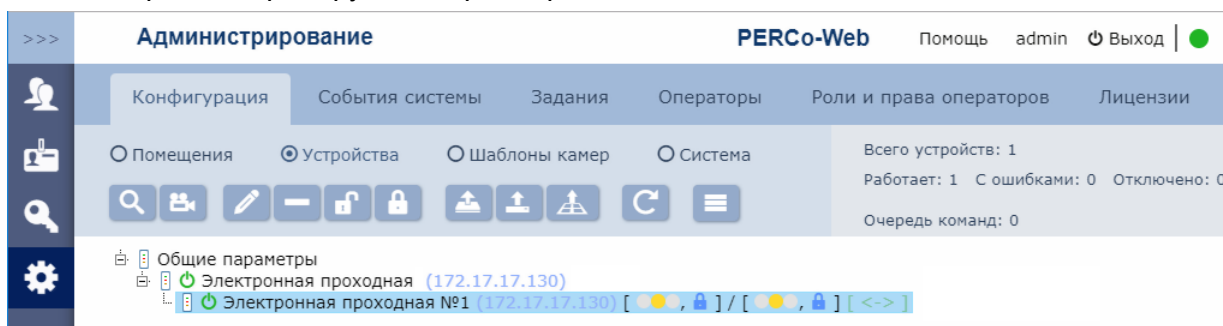 >>> Администрирование PERCo-Web Помощь admin Выход
Конфигурация События системы Задания Операторы Роли и права операторов Лицензии
Помещения Устройства Шаблоны камер Система
Всего устройств: 1
Работает: 1 С ошибками: 0 Отключено: 0
Очередь команд: 0
Общие параметры
Электронная проходная (172.17.17.130)
Электронная проходная №1 (172.17.17.130) [ , ] / [ , ] [ <-> ]